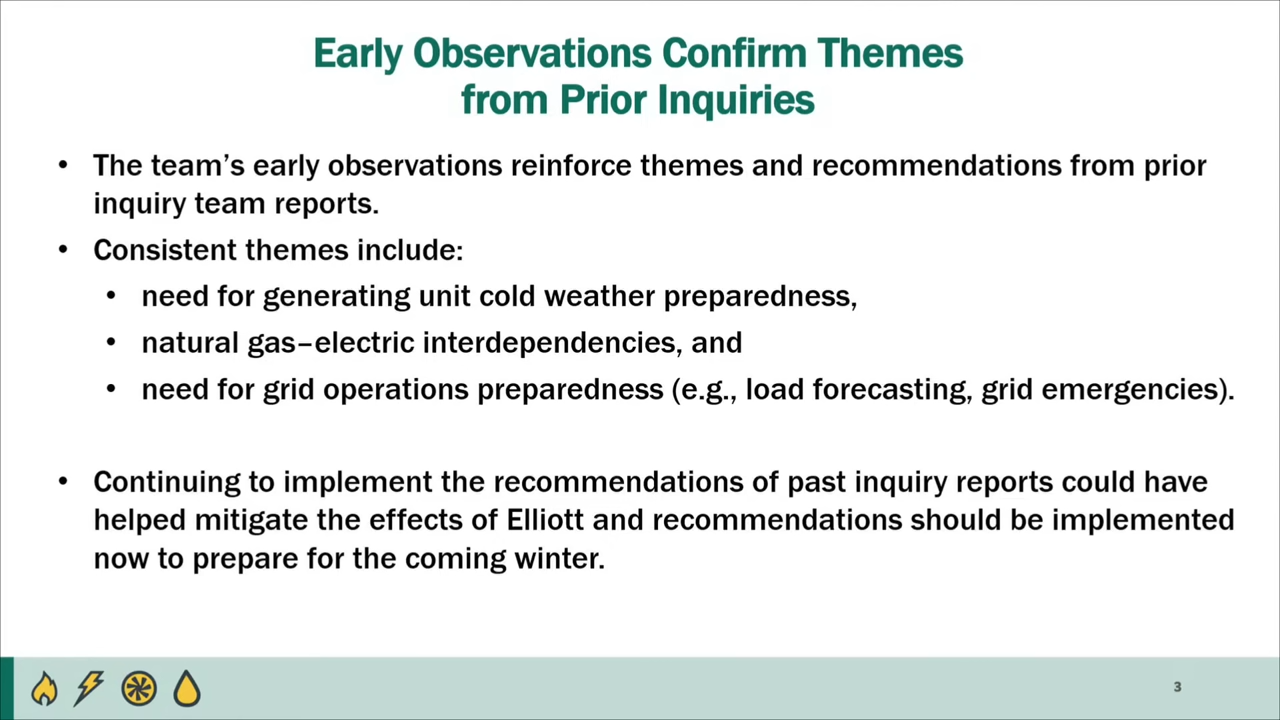 Early Observations Confirm Themes
from Prior Inquiries
• The team’s early observations reinforce themes and recommendations from prior
inquiry team reports.
• Consistent themes include:
• need for generating unit cold weather preparedness,
• natural gas–electric interdependencies, and
• need for grid operations preparedness (e.g., load forecasting, grid emergencies).
• Continuing to implement the recommendations of past inquiry reports could have
helped mitigate the effects of Elliott and recommendations should be implemented
now to prepare for the coming winter.
3